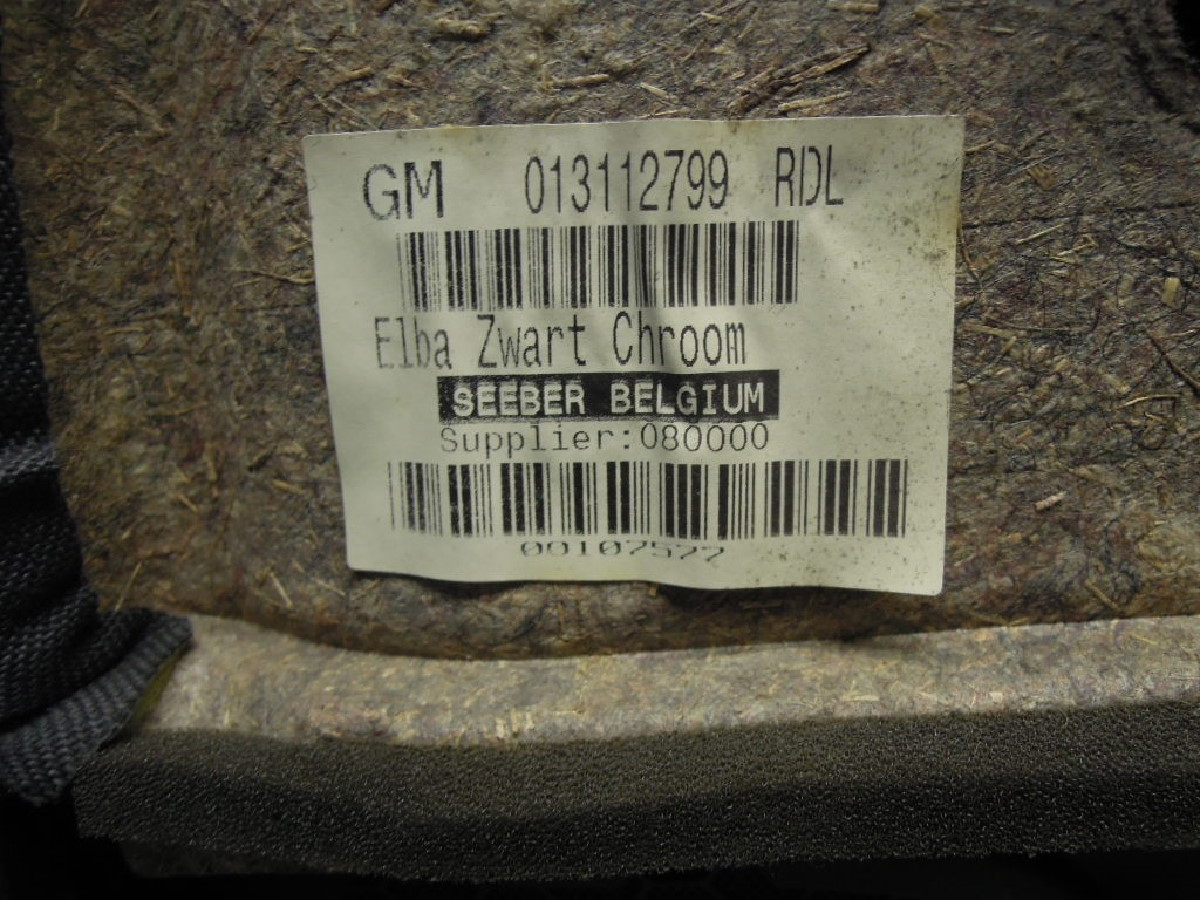 GM 013112799 RDL
Elba Zwart Chroom
SEEBER BELGIUM
Supplier:080000
00107577